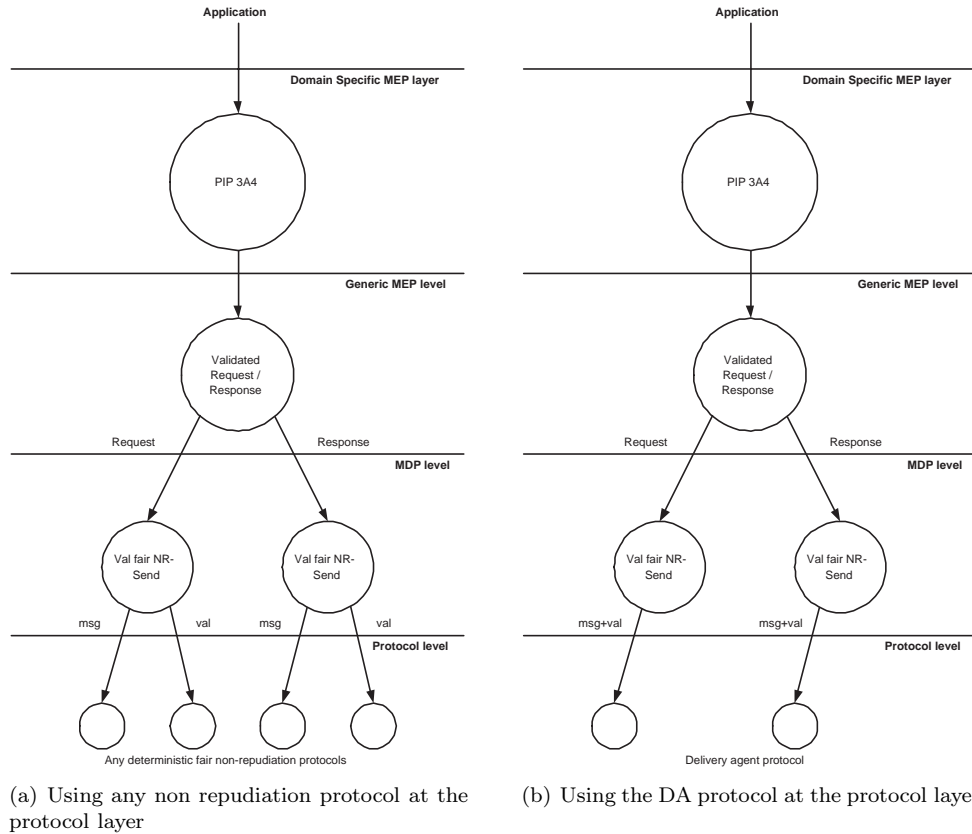 Application
Domain Specific MEP layer
PIP 3A4
Generic MEP level
Validated
Request /
Response
Request
Response
MDP level
Val fair NR-
Send
Val fair NR-
Send
msg
val
msg
val
Protocol level
Any deterministic fair non-repudiation protocols
(a) Using any non repudiation protocol at the
protocol layer
Application
Domain Specific MEP layer
PIP 3A4
Generic MEP level
Validated
Request /
Response
Request
Response
MDP level
Val fair NR-
Send
Val fair NR-
Send
msg+val
msg+val
Protocol level
Delivery agent protocol
(b) Using the DA protocol at the protocol laye